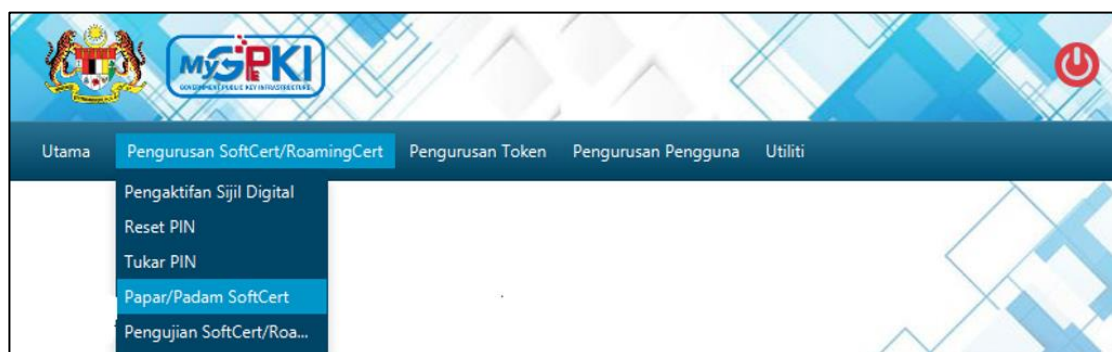 MyGPKI
GOVERNMENT PUBLIC KEY INFRASTRUCTURE
Utama Pengurusan SoftCert/RoamingCert Pengurusan Token Pengurusan Pengguna Utiliti
Pengaktifan Sijil Digital
Reset PIN
Tukar PIN
Papar/Padam SoftCert
Pengujian SoftCert/Roa...